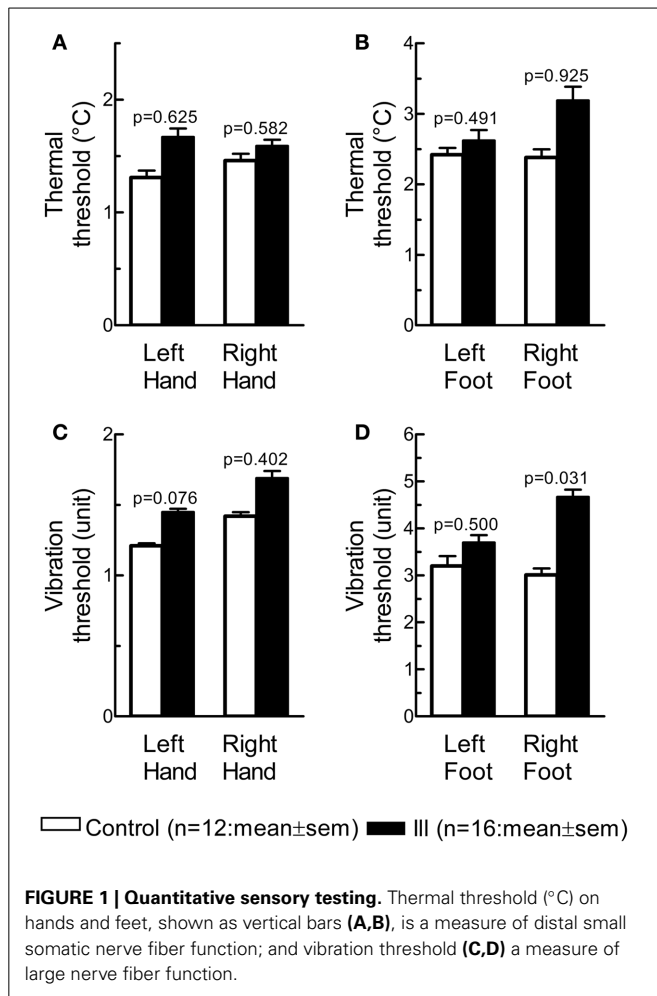 A
Thermal
threshold (°C)
2
1
0
p=0.625
p=0.582
Left
Hand
Right
Hand
B
Thermal
threshold (°C)
4
3
2
1
0
p=0.491
p=0.925
Left
Foot
Right
Foot
C
Vibration
threshold (unit)
2
1
0
p=0.076
p=0.402
Left
Hand
Right
Hand
D
Vibration
threshold (unit)
6
5
4
3
2
1
0
p=0.500
p=0.031
Left
Foot
Right
Foot
Control (n=12:mean±sem) Ill (n=16:mean±sem)
FIGURE 1 | Quantitative sensory testing. Thermal threshold (°C) on
hands and feet, shown as vertical bars (A,B), is a measure of distal small
somatic nerve fiber function; and vibration threshold (C,D) a measure of
large nerve fiber function.